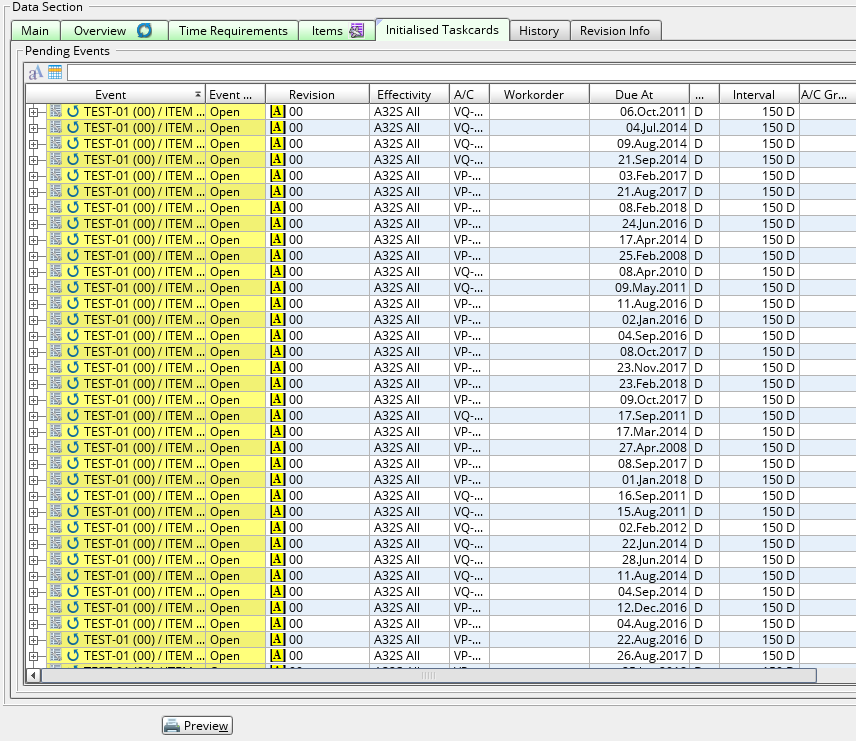 Data Section
Main Overview Time Requirements Items Initialised Taskcards History Revision Info
Pending Events
Event Event ... Revision Effectivity A/C Workorder Due At ... Interval A/C Gr...
TEST-01 (00) / ITEM ... Open A 00 A32S All VQ-... 06.Oct.2011 D 150 D
TEST-01 (00) / ITEM ... Open A 00 A32S All VQ-... 04.Jul.2014 D 150 D
TEST-01 (00) / ITEM ... Open A 00 A32S All VQ-... 09.Aug.2014 D 150 D
TEST-01 (00) / ITEM ... Open A 00 A32S All VQ-... 21.Sep.2014 D 150 D
TEST-01 (00) / ITEM ... Open A 00 A32S All VP-... 03.Feb.2017 D 150 D
TEST-01 (00) / ITEM ... Open A 00 A32S All VP-... 21.Aug.2017 D 150 D
TEST-01 (00) / ITEM ... Open A 00 A32S All VP-... 08.Feb.2018 D 150 D
TEST-01 (00) / ITEM ... Open A 00 A32S All VP-... 24.Jun.2016 D 150 D
TEST-01 (00) / ITEM ... Open A 00 A32S All VP-... 17.Apr.2014 D 150 D
TEST-01 (00) / ITEM ... Open A 00 A32S All VP-... 25.Feb.2008 D 150 D
TEST-01 (00) / ITEM ... Open A 00 A32S All VQ-... 08.Apr.2010 D 150 D
TEST-01 (00) / ITEM ... Open A 00 A32S All VQ-... 09.May.2011 D 150 D
TEST-01 (00) / ITEM ... Open A 00 A32S All VP-... 11.Aug.2016 D 150 D
TEST-01 (00) / ITEM ... Open A 00 A32S All VP-... 02.Jan.2016 D 150 D
TEST-01 (00) / ITEM ... Open A 00 A32S All VP-... 04.Sep.2016 D 150 D
TEST-01 (00) / ITEM ... Open A 00 A32S All VP-... 08.Oct.2017 D 150 D
TEST-01 (00) / ITEM ... Open A 00 A32S All VP-... 23.Nov.2017 D 150 D
TEST-01 (00) / ITEM ... Open A 00 A32S All VP-... 23.Feb.2018 D 150 D
TEST-01 (00) / ITEM ... Open A 00 A32S All VP-... 09.Oct.2017 D 150 D
TEST-01 (00) / ITEM ... Open A 00 A32S All VQ-... 17.Sep.2011 D 150 D
TEST-01 (00) / ITEM ... Open A 00 A32S All VP-... 17.Mar.2014 D 150 D
TEST-01 (00) / ITEM ... Open A 00 A32S All VP-... 27.Apr.2008 D 150 D
TEST-01 (00) / ITEM ... Open A 00 A32S All VP-... 08.Sep.2017 D 150 D
TEST-01 (00) / ITEM ... Open A 00 A32S All VP-... 01.Jan.2018 D 150 D
TEST-01 (00) / ITEM ... Open A 00 A32S All VQ-... 16.Sep.2011 D 150 D
TEST-01 (00) / ITEM ... Open A 00 A32S All VQ-... 15.Aug.2011 D 150 D
TEST-01 (00) / ITEM ... Open A 00 A32S All VQ-... 02.Feb.2012 D 150 D
TEST-01 (00) / ITEM ... Open A 00 A32S All VQ-... 22.Jun.2014 D 150 D
TEST-01 (00) / ITEM ... Open A 00 A32S All VQ-... 28.Jun.2014 D 150 D
TEST-01 (00) / ITEM ... Open A 00 A32S All VQ-... 11.Aug.2014 D 150 D
TEST-01 (00) / ITEM ... Open A 00 A32S All VQ-... 04.Sep.2014 D 150 D
TEST-01 (00) / ITEM ... Open A 00 A32S All VP-... 12.Dec.2016 D 150 D
TEST-01 (00) / ITEM ... Open A 00 A32S All VP-... 04.Aug.2016 D 150 D
TEST-01 (00) / ITEM ... Open A 00 A32S All VP-... 22.Aug.2016 D 150 D
TEST-01 (00) / ITEM ... Open A 00 A32S All VP-... 26.Aug.2017 D 150 D
Preview